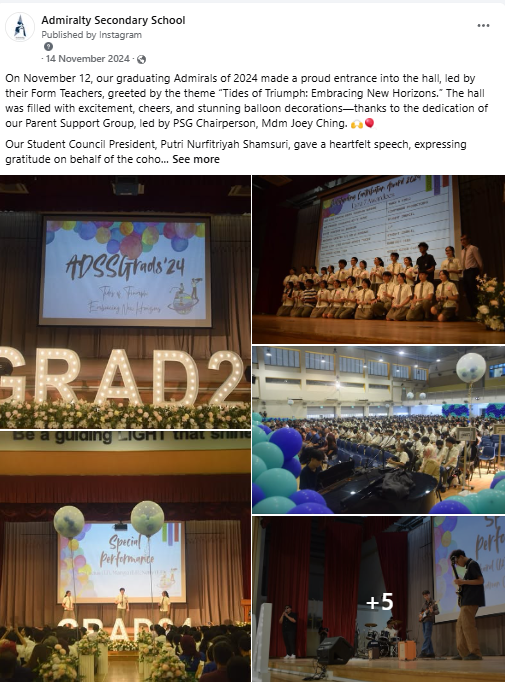 Admiralty Secondary School
Published by Instagram
· 14 November 2024 ·
On November 12, our graduating Admirals of 2024 made a proud entrance into the hall, led by
their Form Teachers, greeted by the theme “Tides of Triumph: Embracing New Horizons.” The hall
was filled with excitement, cheers, and stunning balloon decorations—thanks to the dedication of
our Parent Support Group, led by PSG Chairperson, Mdm Joey Ching. 🙌🎈
Our Student Council President, Putri Nurfitriyah Shamsuri, gave a heartfelt speech, expressing
gratitude on behalf of the coho... See more
ADSSGrads'24
Tides of Triumph
Embracing New Horizons
GRAD2
Contribution Award 2024
Be a guiding LIGHT that shine
Special
Performance
GRAD24
+5